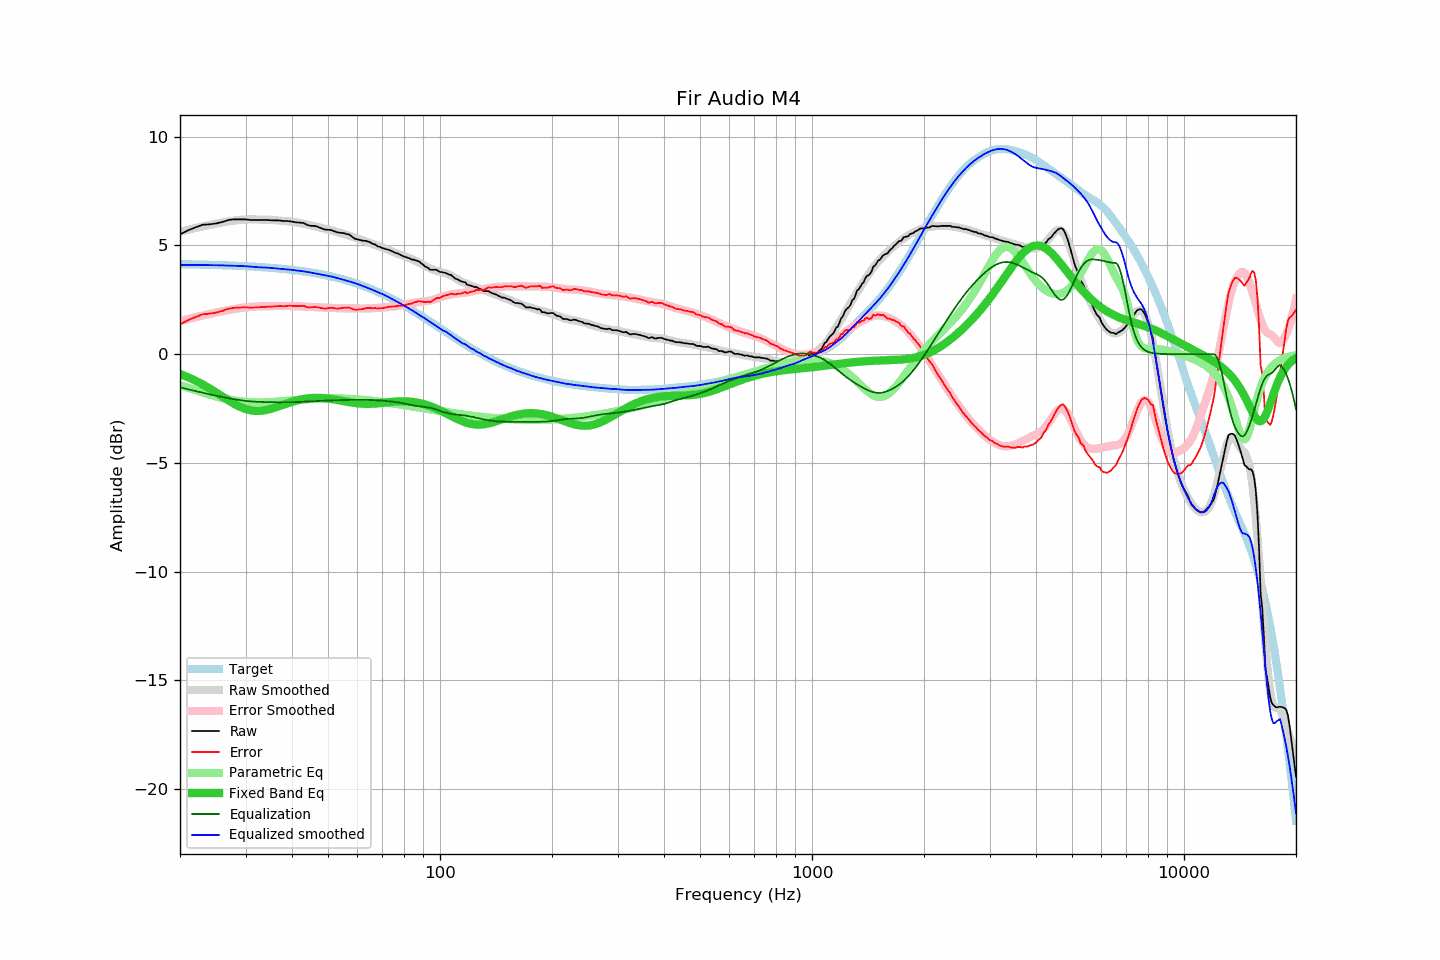 Fir Audio M4
10
5
0
−5
−10
−15
−20
Amplitude (dBr)
Target
Raw Smoothed
Error Smoothed
Raw
Error
Parametric Eq
Fixed Band Eq
Equalization
Equalized smoothed
100
1000
10000
Frequency (Hz)